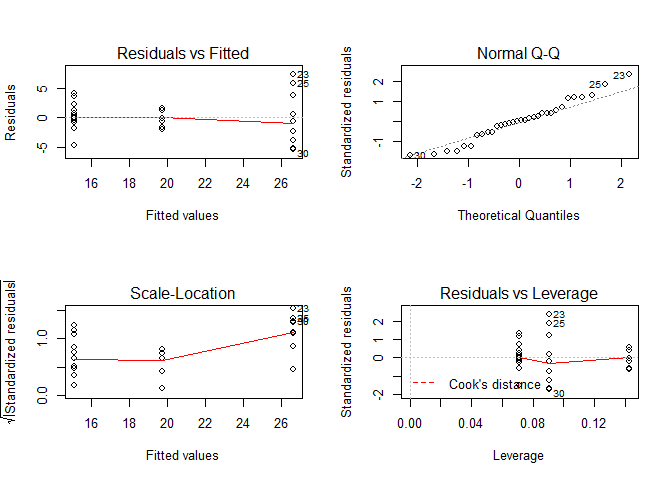 Residuals vs Fitted
Residuals
5
0
-5
23
25
30
16 18 20 22 24 26
Fitted values
Normal Q-Q
Standardized residuals
2
1
-1
23
25
30
-2 -1 0 1 2
Theoretical Quantiles
Scale-Location
√|Standardized residuals|
1.0
0.0
23
30
16 18 20 22 24 26
Fitted values
Residuals vs Leverage
Standardized residuals
2
1
0
-2
23
25
30
Cook's distance
0.00 0.04 0.08 0.12
Leverage